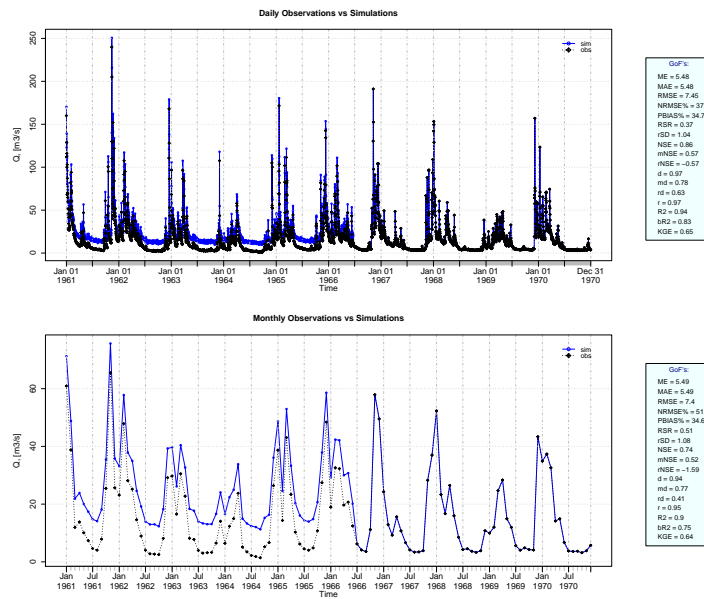 Daily Observations vs Simulations
Q, [m3/s]
250
200
150
100
50
0
sim
obs
Jan 01 Jan 01 Jan 01 Jan 01 Jan 01 Jan 01 Jan 01 Jan 01 Jan 01 Jan 01 Dec 31
1961 1962 1963 1964 1965 1966 1967 1968 1969 1970 1970
Time
GoF's:
ME = 5.48
MAE = 5.48
RMSE = 7.45
NRMSE% = 37
PBIAS% = 34.7
RSR = 0.37
rSD = 1.04
NSE = 0.86
mNSE = 0.57
rNSE = −0.57
d = 0.97
md = 0.78
rd = 0.63
r = 0.97
R2 = 0.94
bR2 = 0.83
KGE = 0.65
Monthly Observations vs Simulations
Q, [m3/s]
60
40
20
0
sim
obs
Jan Jul Jan Jul Jan Jul Jan Jul Jan Jul Jan Jul Jan Jul Jan Jul Jan Jul Jan Jul
1961 1961 1962 1962 1963 1963 1964 1964 1965 1965 1966 1966 1967 1967 1968 1968 1969 1969 1970 1970
Time
GoF's:
ME = 5.49
MAE = 5.49
RMSE = 7.4
NRMSE% = 51
PBIAS% = 34.6
RSR = 0.51
rSD = 1.08
NSE = 0.74
mNSE = 0.52
rNSE = −1.59
d = 0.94
md = 0.77
rd = 0.41
r = 0.95
R2 = 0.9
bR2 = 0.75
KGE = 0.64